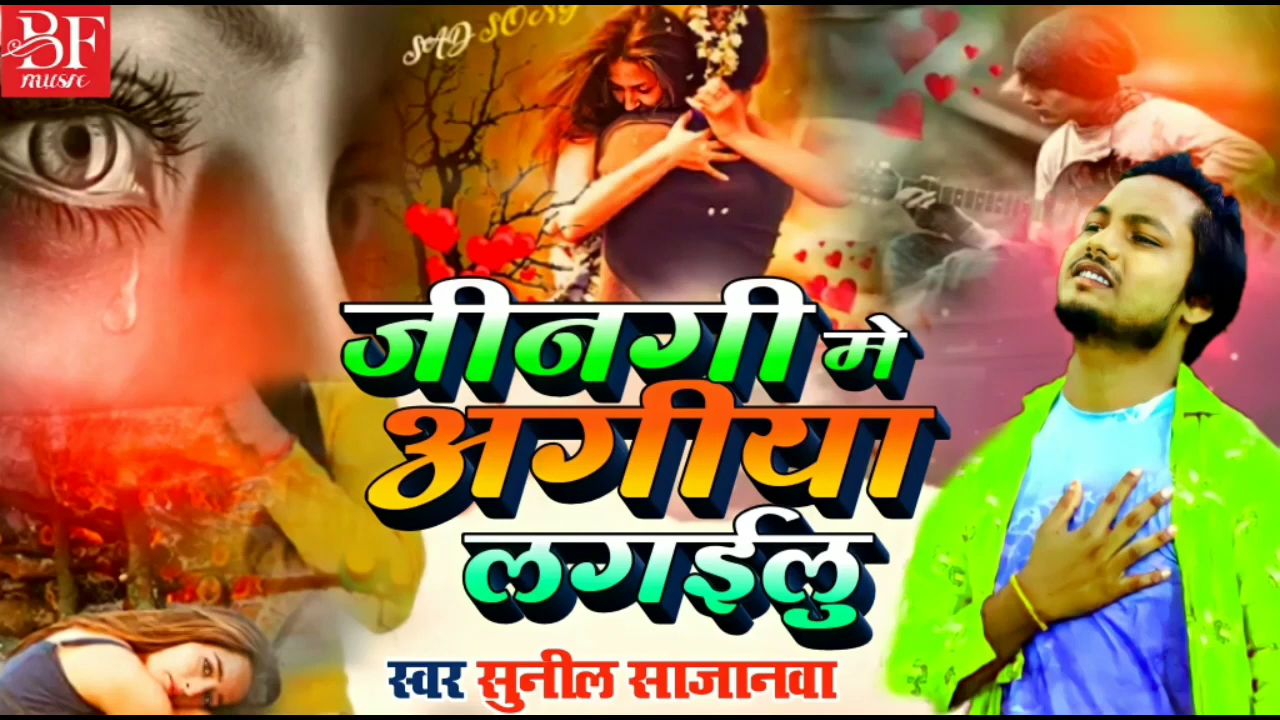 BF
MUSIC
SAD SONG
जीनगी मे
अगीया
लगईलु
स्वर सुनील साजानवा